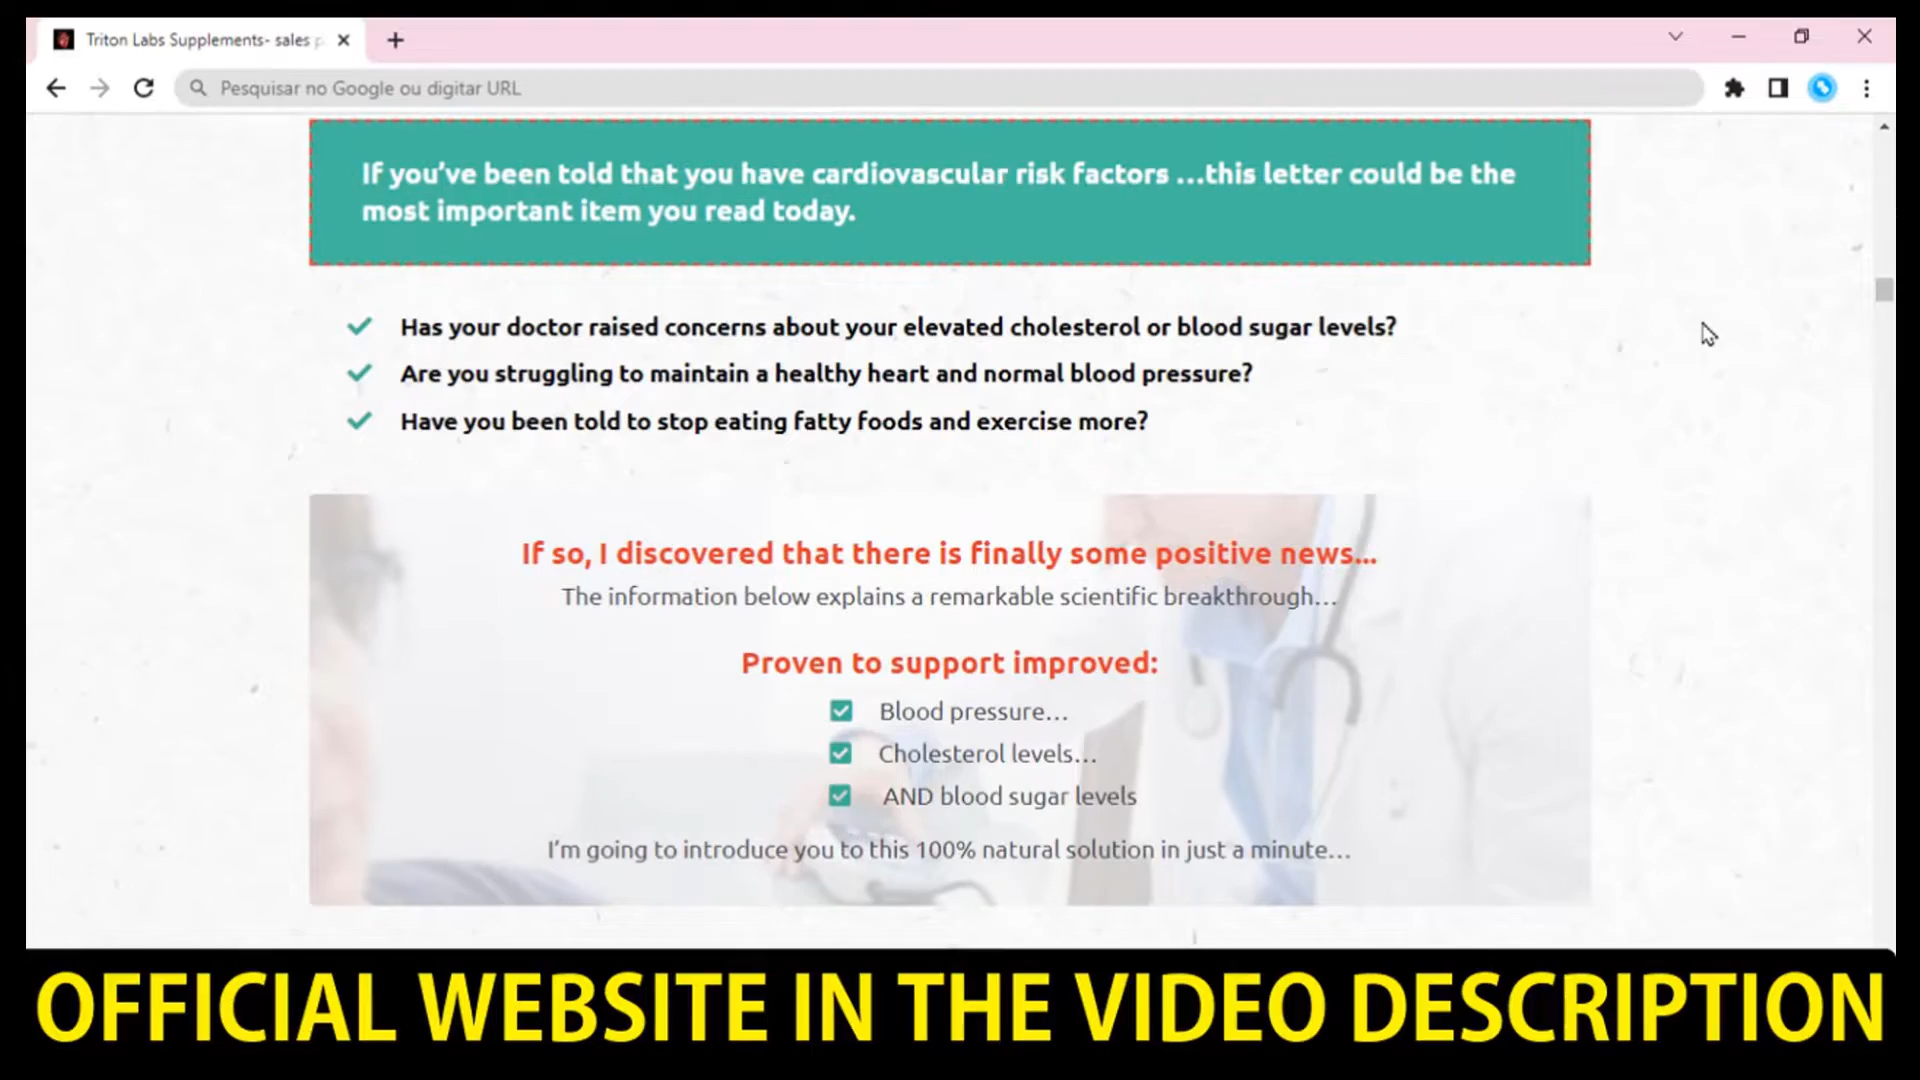 Triton Labs Supplements- sales p
Pesquisar no Google ou digitar URL
If you’ve been told that you have cardiovascular risk factors …this letter could be the
most important item you read today.
Has your doctor raised concerns about your elevated cholesterol or blood sugar levels?
Are you struggling to maintain a healthy heart and normal blood pressure?
Have you been told to stop eating fatty foods and exercise more?
If so, I discovered that there is finally some positive news…
The information below explains a remarkable scientific breakthrough…
Proven to support improved:
Blood pressure…
Cholesterol levels…
AND blood sugar levels
I’m going to introduce you to this 100% natural solution in just a minute…
OFFICIAL WEBSITE IN THE VIDEO DESCRIPTION